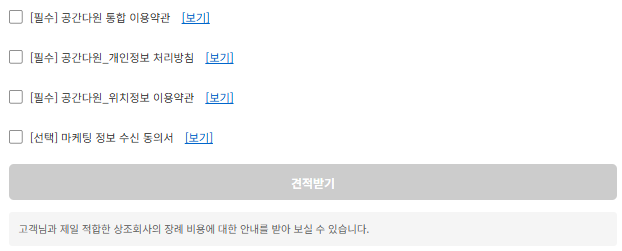 [필수] 공간다원 통합 이용약관 [보기]
[필수] 공간다원_개인정보 처리방침 [보기]
[필수] 공간다원_위치정보 이용약관 [보기]
[선택] 마케팅 정보 수신 동의서 [보기]
견적받기
고객님과 제일 적합한 상조회사의 장례 비용에 대한 안내를 받아 보실 수 있습니다.